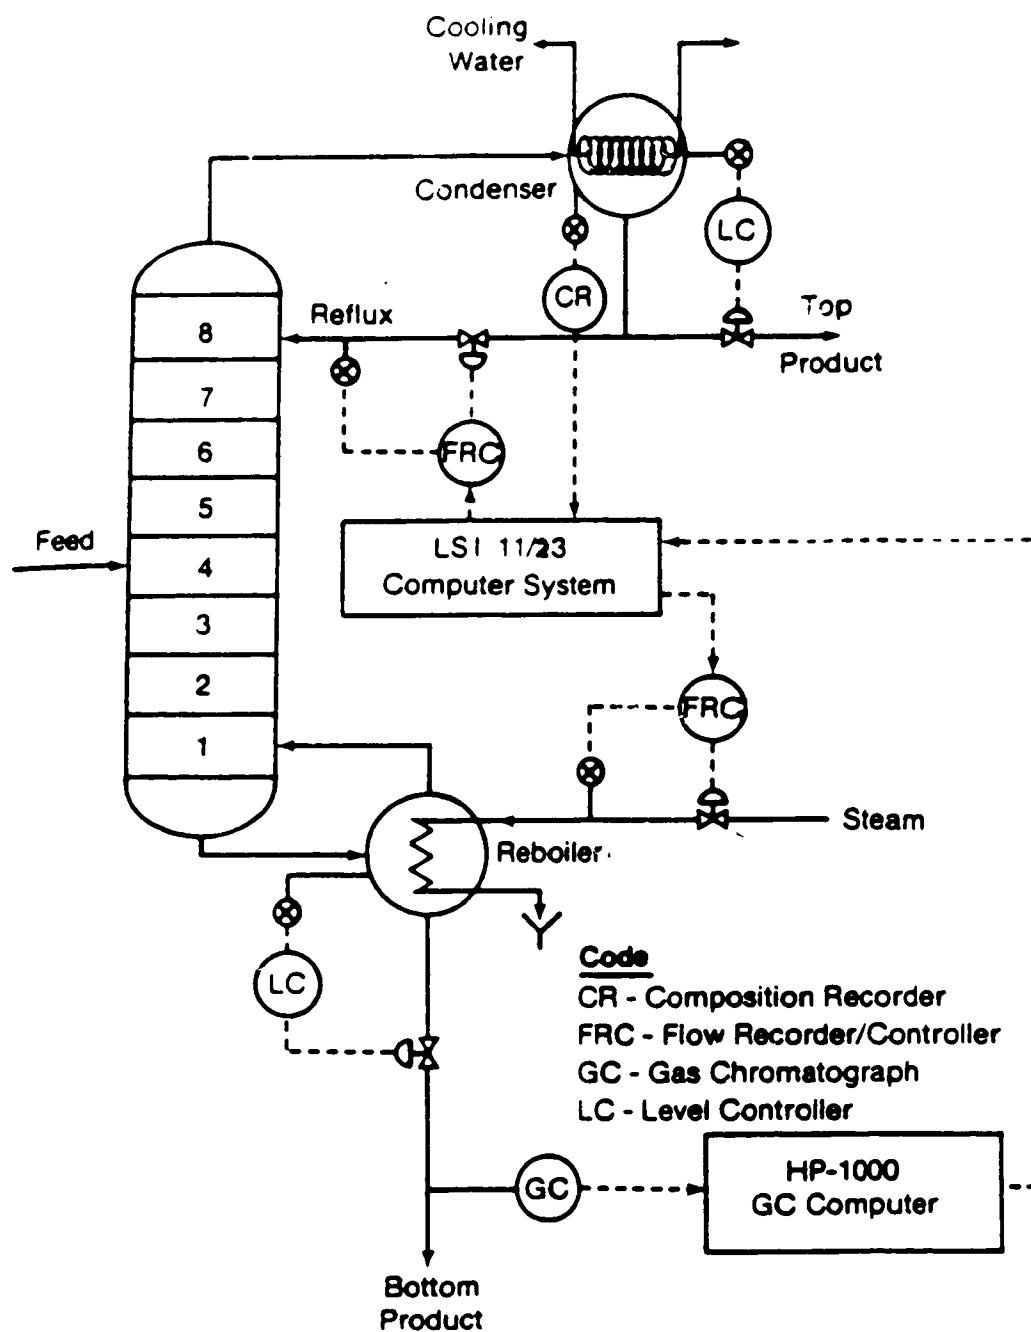 Cooling
Water
Condenser
LC
CR
Top
Product
Reflux
8
7
6
5
4
3
2
1
FRC
Feed
LSI 11/23
Computer System
FRC
Steam
Reboiler
LC
Code
CR - Composition Recorder
FRC - Flow Recorder/Controller
GC - Gas Chromatograph
LC - Level Controller
HP-1000
GC Computer
GC
Bottom
Product